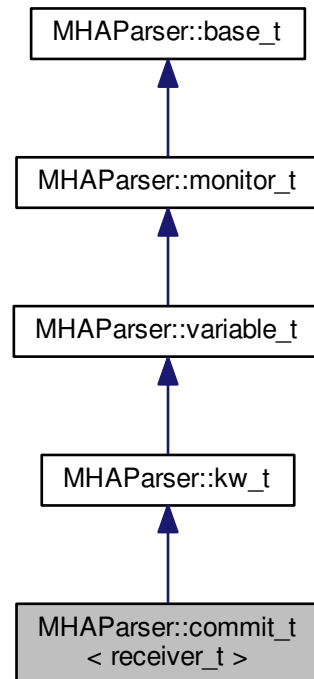 MHAParser::base_t
MHAParser::monitor_t
MHAParser::variable_t
MHAParser::kw_t
MHAParser::commit_t
< receiver_t >